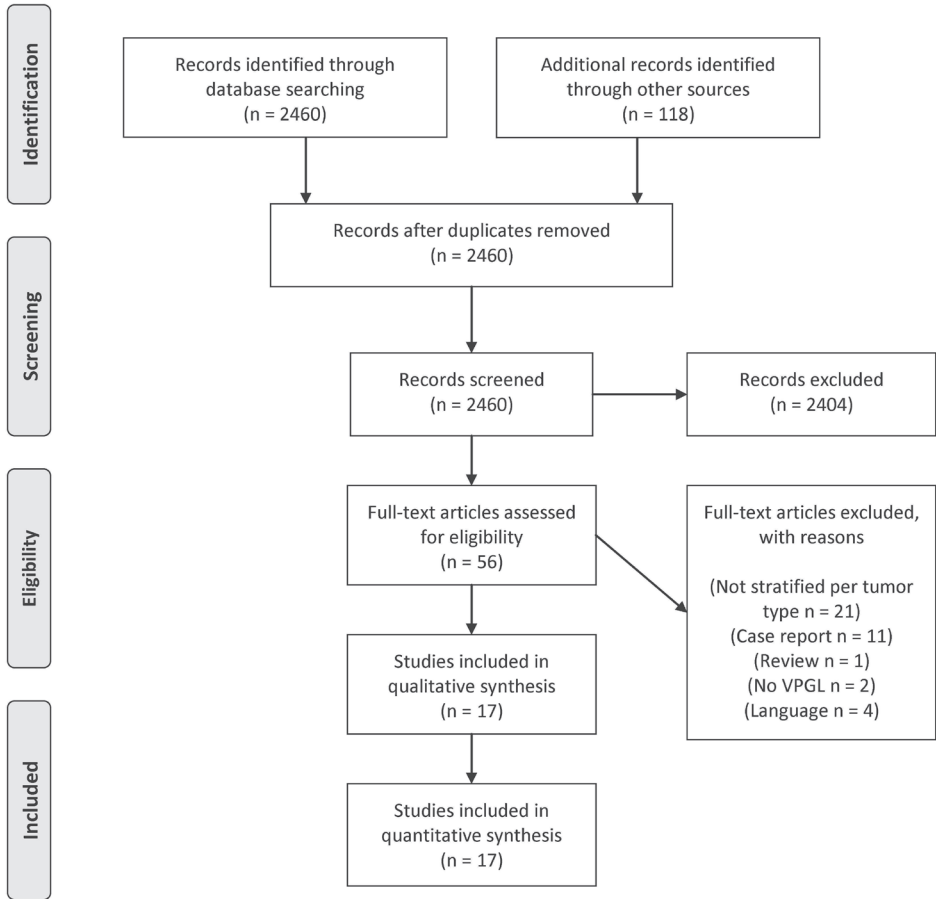 Identification
Records identified through
database searching
(n = 2460)
Additional records identified
through other sources
(n = 118)
Records after duplicates removed
(n = 2460)
Screening
Records screened
(n = 2460)
Records excluded
(n = 2404)
Eligibility
Full-text articles assessed
for eligibility
(n = 56)
Full-text articles excluded,
with reasons
(Not stratified per tumor
type n = 21)
(Case report n = 11)
(Review n = 1)
(No VPGL n = 2)
(Language n = 4)
Studies included in
qualitative synthesis
(n = 17)
Included
Studies included in
quantitative synthesis
(n = 17)